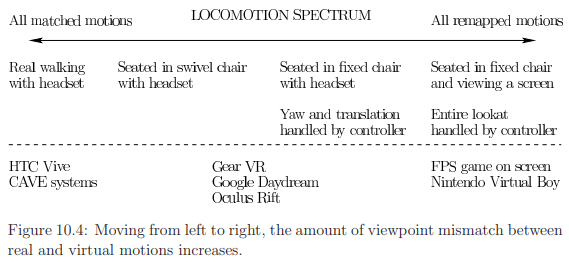 LOCOMOTION SPECTRUM
All matched motions
All remapped motions
Real walking
with headset
Seated in swivel chair
with headset
Seated in fixed chair
with headset
Yaw and translation
handled by controller
Seated in fixed chair
and viewing a screen
Entire lookat
handled by controller
HTC Vive
CAVE systems
Gear VR
Google Daydream
Oculus Rift
FPS game on screen
Nintendo Virtual Boy
Figure 10.4: Moving from left to right, the amount of viewpoint mismatch between
real and virtual motions increases.